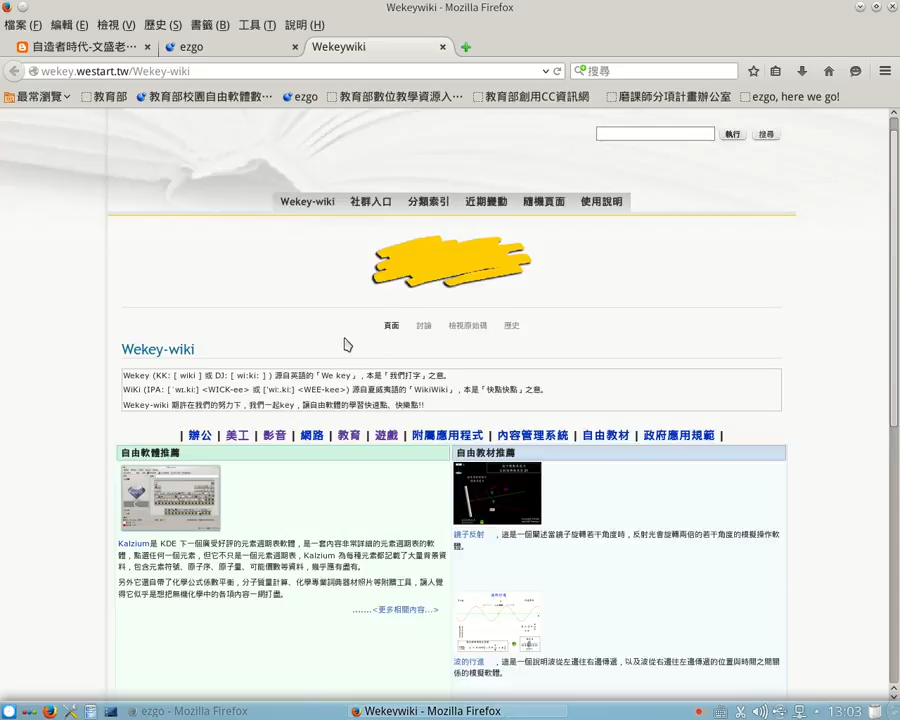 Wekeywiki - Mozilla Firefox
檔案 (F) 編輯 (E) 檢視 (V) 歷史 (S) 書籤 (B) 工具 (T) 說明 (H)
自造者時代-文盛老… ezgo Wekeywiki
wekey.westart.tw/Wekey-wiki 搜尋
最常瀏覽 教育部 教育部校園自由軟體數… ezgo 教育部數位教學資源入… 教育部創用CC資訊網 磨課師分項計畫辦公室 ezgo, here we go!
執行 搜尋
Wekey-wiki 社群入口 分類索引 近期變動 隨機頁面 使用說明
頁面 討論 檢視原始碼 歷史
Wekey-wiki
Wekey (KK: [ wiki ] 或 DJ: [ wi:ki: ] ) 源自英語的「We key」，本是「我們打字」之意。
WiKi (IPA: [ˈwɪ.ki:] <WICK-ee> 或 [ˈwi:.ki:] <WEE-kee>) 源自夏威夷語的「WikiWiki」，本是「快點快點」之意。
Wekey-wiki 期許在我們的努力下，我們一起key，讓自由軟體的學習快速點、快樂點!!
| 辦公 | 美工 | 影音 | 網路 | 教育 | 遊戲 | 附屬應用程式 | 內容管理系統 | 自由教材 | 政府應用規範 |
自由軟體推薦
Kalzium是 KDE 下一個廣受好評的元素週期表軟體，是一套內容非常詳細的元素週期表的軟
體，點選任何一個元素，但它不只是一個元素週期表，Kalzium 為每種元素都記載了大量背景資
料，包含元素符號、原子序、原子量、可能價數等資料，幾乎應有盡有。
另外它還自帶了化學公式係數平衡，分子質量計算、化學專業詞典器材照片等附贈工具，讓人覺
得它似乎是想把無機化學中的各項內容一網打盡。
.......<更多相關內容...>
自由教材推薦
鏡子反射 ，這是一個闡述當鏡子旋轉若干角度時，反射光會旋轉兩倍的若干角度的模擬操作軟
體。
波的行進
波的行進 ，這是一個說明波從左邊往右邊傳遞，以及波從右邊往左邊傳遞的位置與時間之間關
係的模擬軟體。
ezgo - Mozilla Firefox Wekeywiki - Mozilla Firefox 13:03